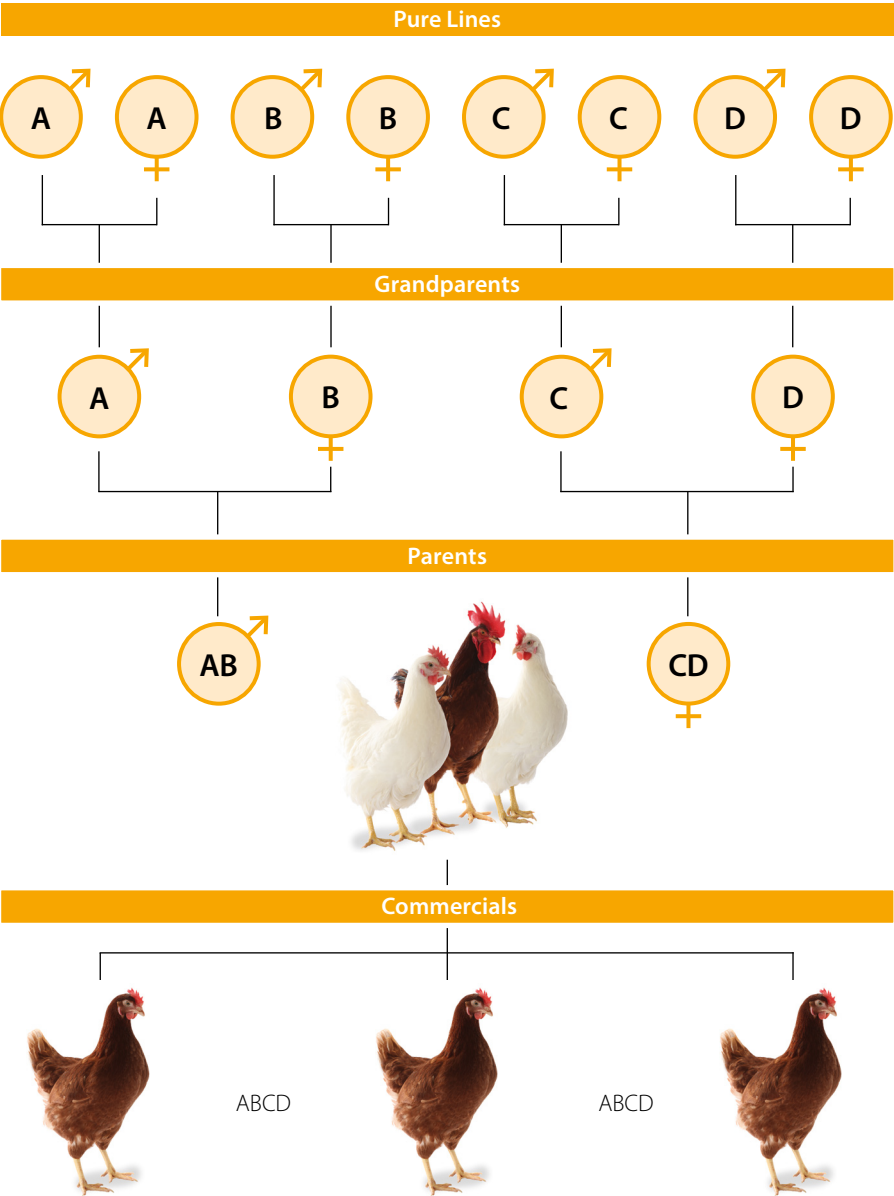 Pure Lines
A A B B C C D D
Grandparents
A B C D
Parents
AB CD
Commercials
ABCD ABCD